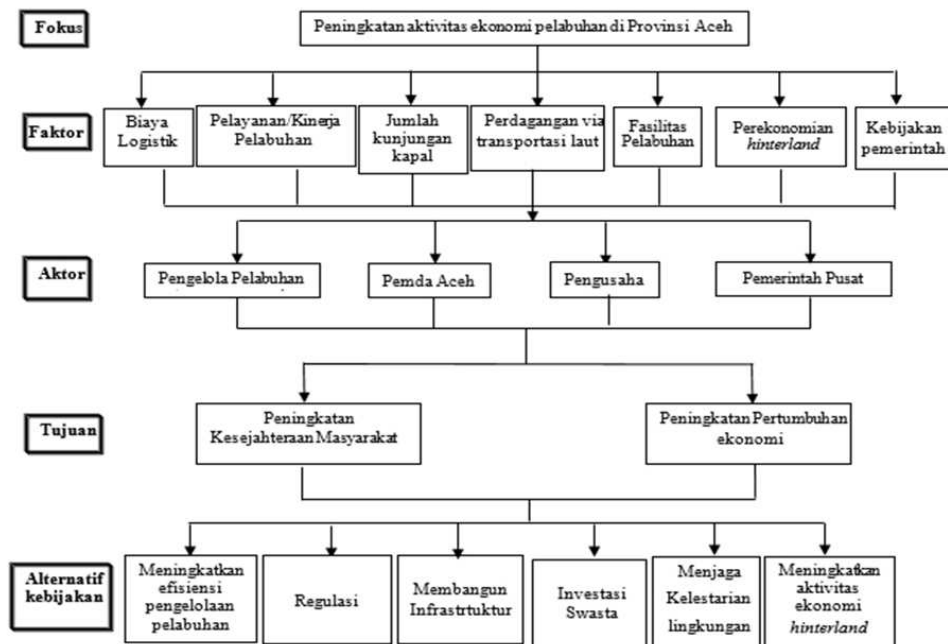 Fokus
Peningkatan aktivitas ekonomi pelabuhan di Provinsi Aceh
Faktor
Biaya
Logistik
Pelayanan/Kinerja
Pelabuhan
Jumlah
kunjungan
kapal
Perdagangan via
transportasi laut
Fasilitas
Pelabuhan
Perekonomian
hinterland
Kebijakan
pemerintah
Aktor
Pengelola Pelabuhan
Pemda Aceh
Pengusaha
Pemerintah Pusat
Tujuan
Peningkatan
Kesejahteraan Masyarakat
Peningkatan Pertumbuhan
ekonomi
Alternatif
kebijakan
Meningkatkan
efisiensi
pengelolaan
pelabuhan
Regulasi
Membangun
Infrastrtuktur
Investasi
Swasta
Menjaga
Kelestarian
lingkungan
Meningkatkan
aktivitas
ekonomi
hinterland